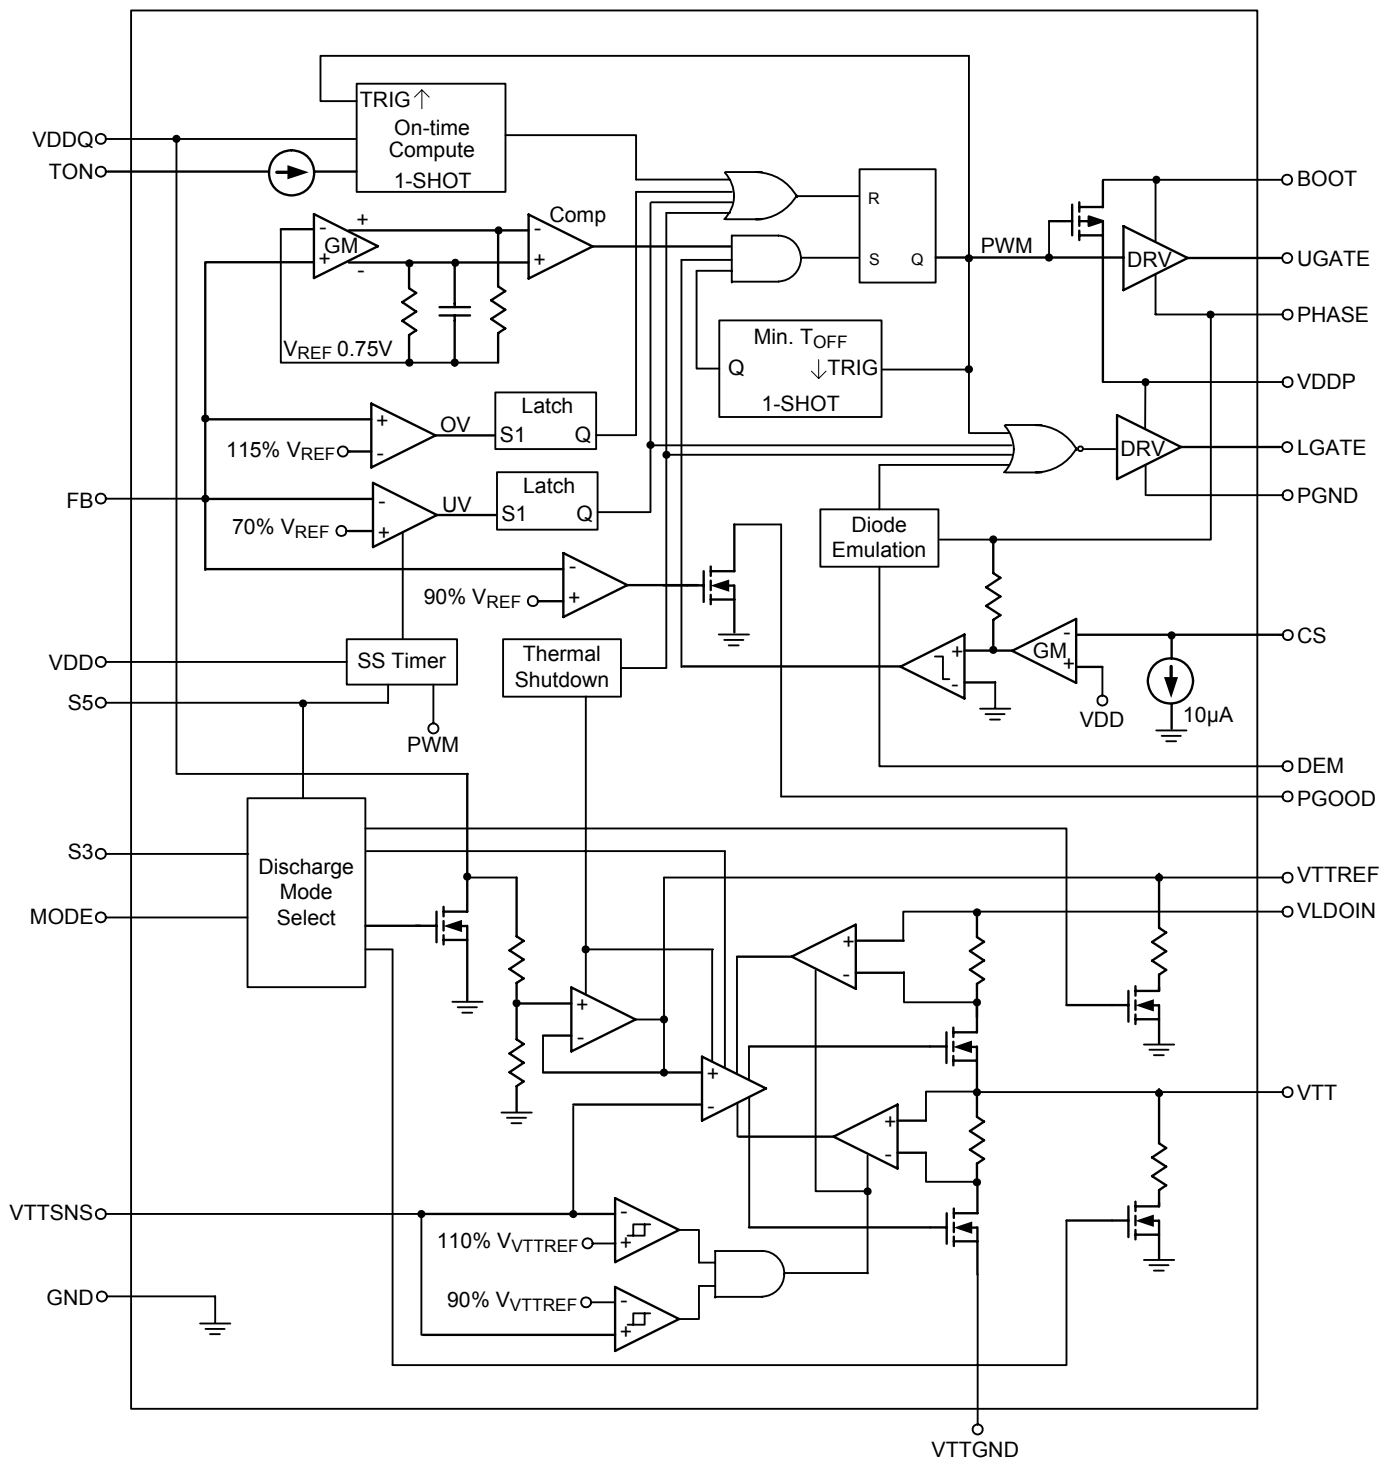 TRIG ↑
On-time
Compute
1-SHOT
VDDQ
TON
+
-
GM
+
-
VREF 0.75V
Comp
-
+
R
S
Q
PWM
BOOT
DRV
UGATE
PHASE
Min. TOFF
Q
↓TRIG
1-SHOT
VDDP
DRV
LGATE
PGND
+
-
115% VREF
OV
Latch
S1
Q
FB
-
+
70% VREF
UV
Latch
S1
Q
Diode
Emulation
90% VREF
-
+
VDD
SS Timer
S5
PWM
Thermal
Shutdown
+
-
GM
-
+
VDD
10µA
CS
DEM
PGOOD
S3
MODE
Discharge
Mode
Select
VTTREF
VLDOIN
+
-
+
-
+
-
+
-
VTT
VTTSNS
-
+
110% VVTTREF
90% VVTTREF
-
+
GND
VTTGND